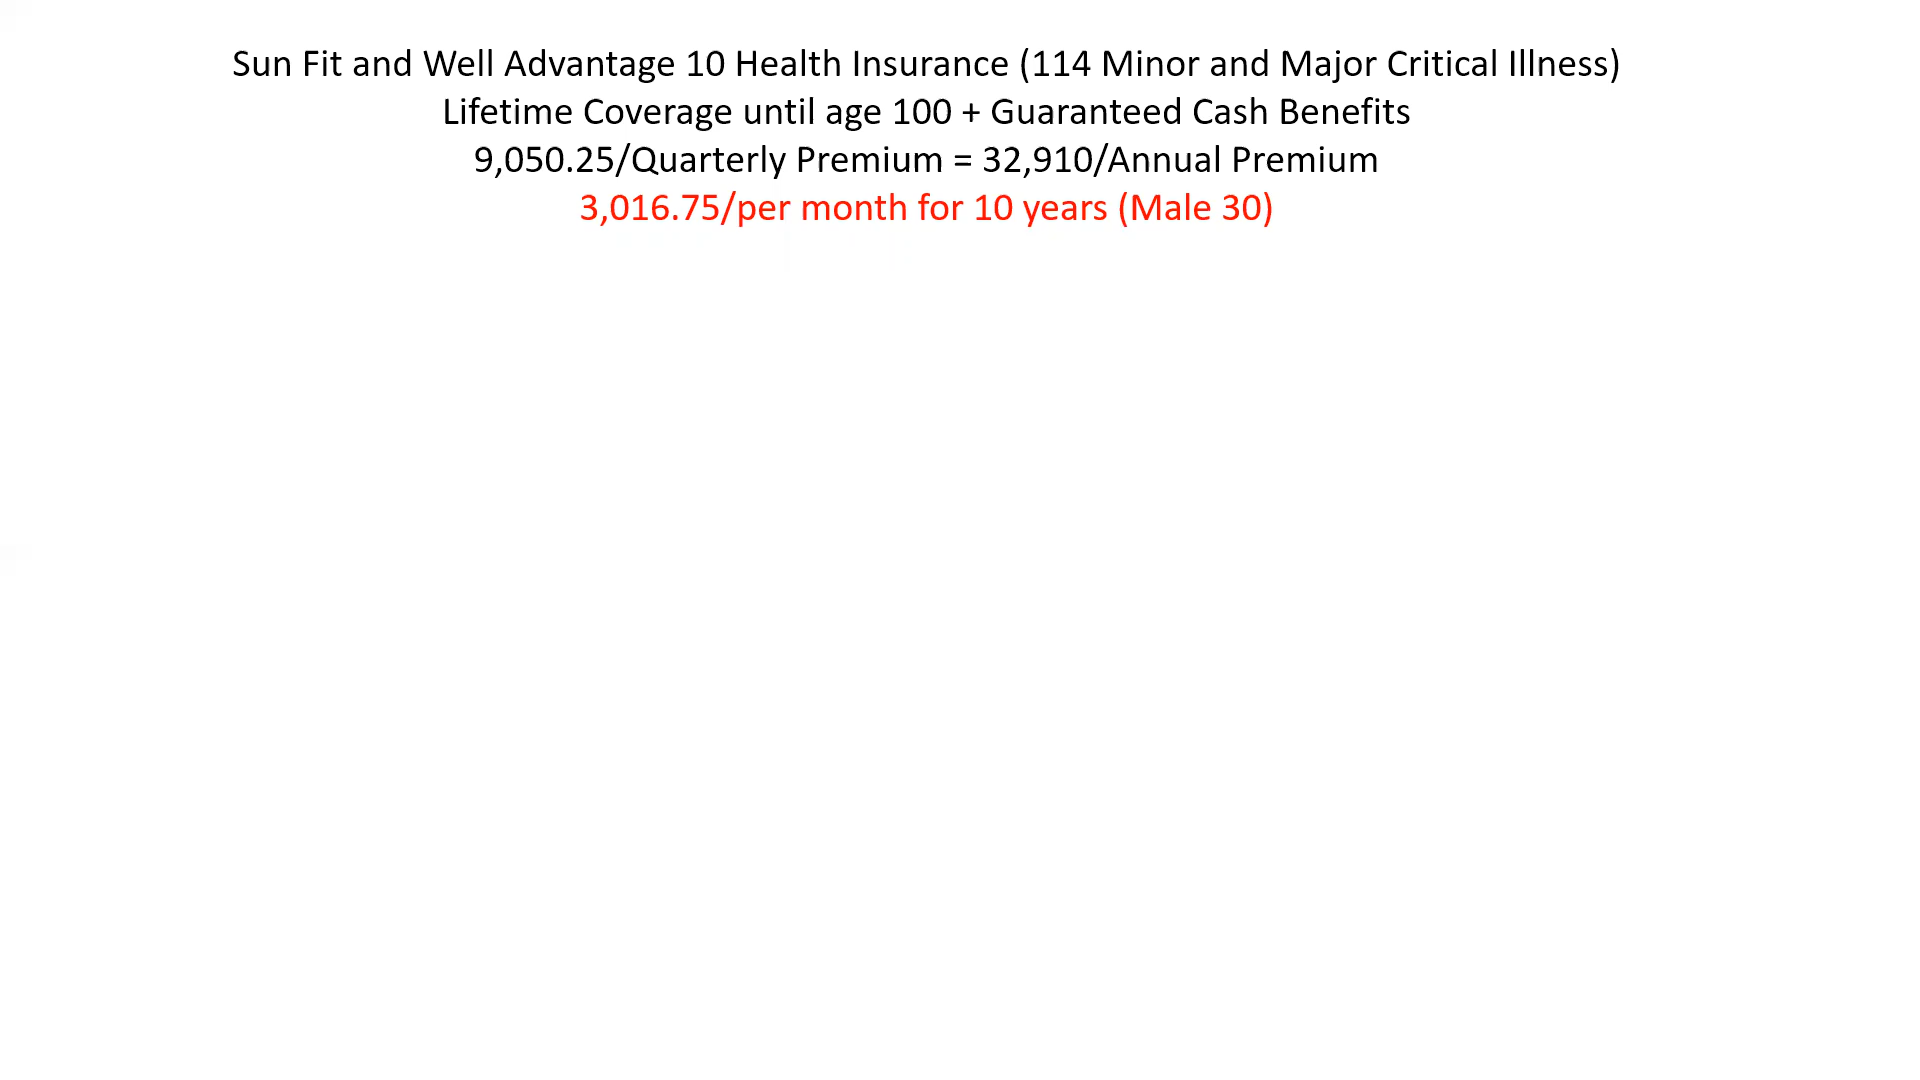 Sun Fit and Well Advantage 10 Health Insurance (114 Minor and Major Critical Illness)
Lifetime Coverage until age 100 + Guaranteed Cash Benefits
9,050.25/Quarterly Premium = 32,910/Annual Premium
3,016.75/per month for 10 years (Male 30)